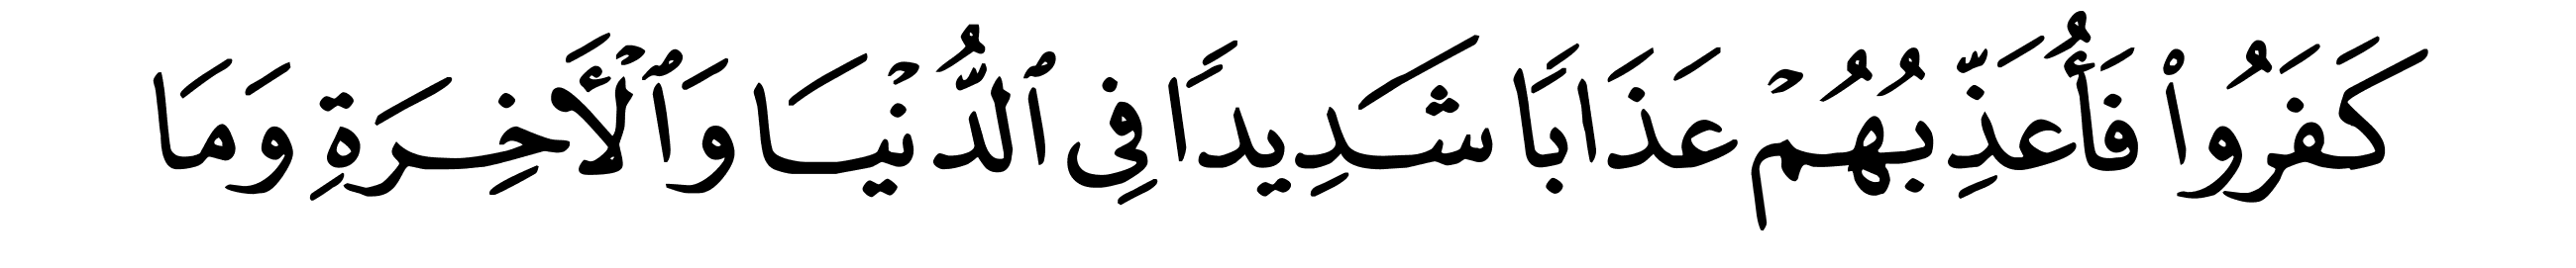 كَفَرُوا۟ فَأُعَذِّبُهُمْ عَذَابًا شَدِيدًا فِى ٱلدُّنْيَا وَٱلْأَخِرَةِ وَمَا